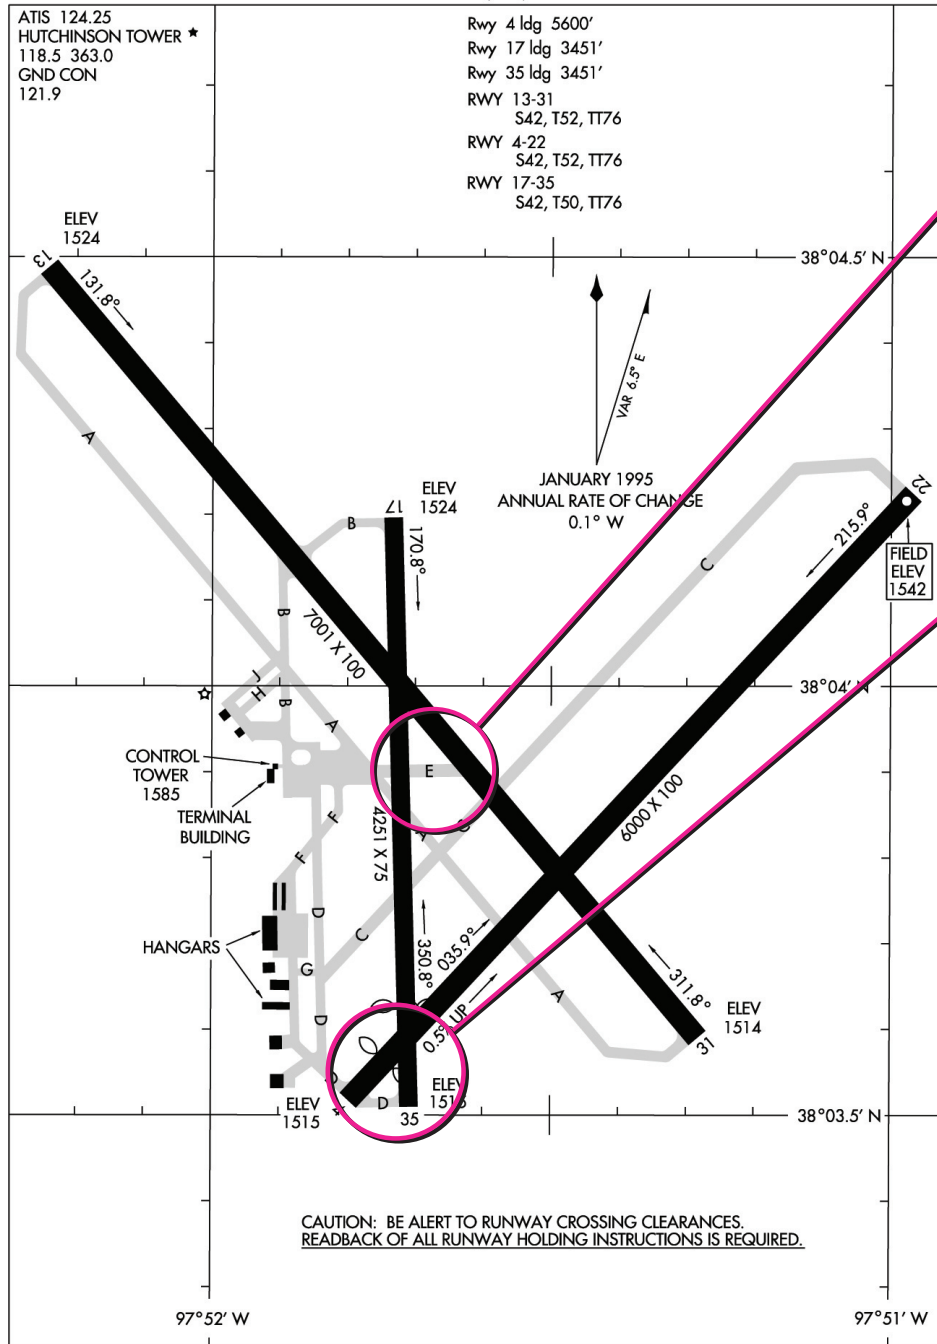 ATIS 124.25
HUTCHINSON TOWER
118.5 363.0
GND CON
121.9
Rwy 4 ldg 5600'
Rwy 17 ldg 3451'
Rwy 35 ldg 3451'
RWY 13-31
S42, T52, TT76
RWY 4-22
S42, T52, TT76
RWY 17-35
S42, T50, TT76
ELEV
1524
13
131.8°
38°04.5' N
VAR 6.5° E
JANUARY 1995
ANNUAL RATE OF CHANGE
0.1° W
A
ELEV
1524
17
B
170.8°
22
215.9°
FIELD
ELEV
1542
C
B
7001 X 100
J
H
B
A
38°04' N
CONTROL
TOWER
1585
TERMINAL
BUILDING
E
F
4251 X 75
6000 X 100
A
F
D
C
HANGARS
G
350.8°
035.9°
311.8°
A
D
0.5° UP
ELEV
1514
31
ELEV
1515
D
35
38°03.5' N
CAUTION: BE ALERT TO RUNWAY CROSSING CLEARANCES.
READBACK OF ALL RUNWAY HOLDING INSTRUCTIONS IS REQUIRED.
97°52' W
97°51' W